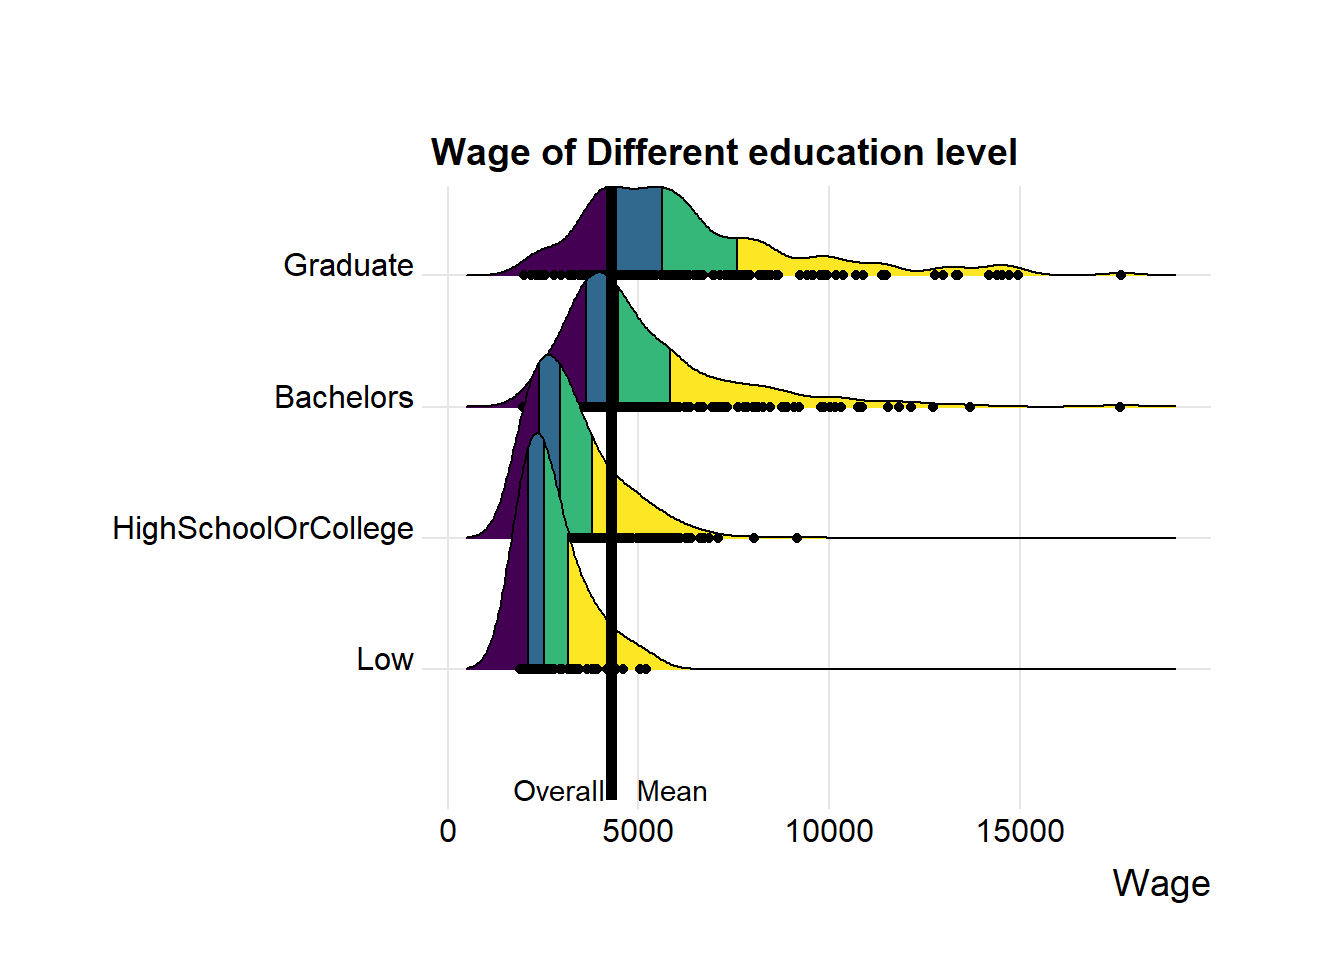 Wage of Different education level
Graduate
Bachelors
HighSchoolOrCollege
Low
Overall Mean
0 5000 10000 15000
Wage